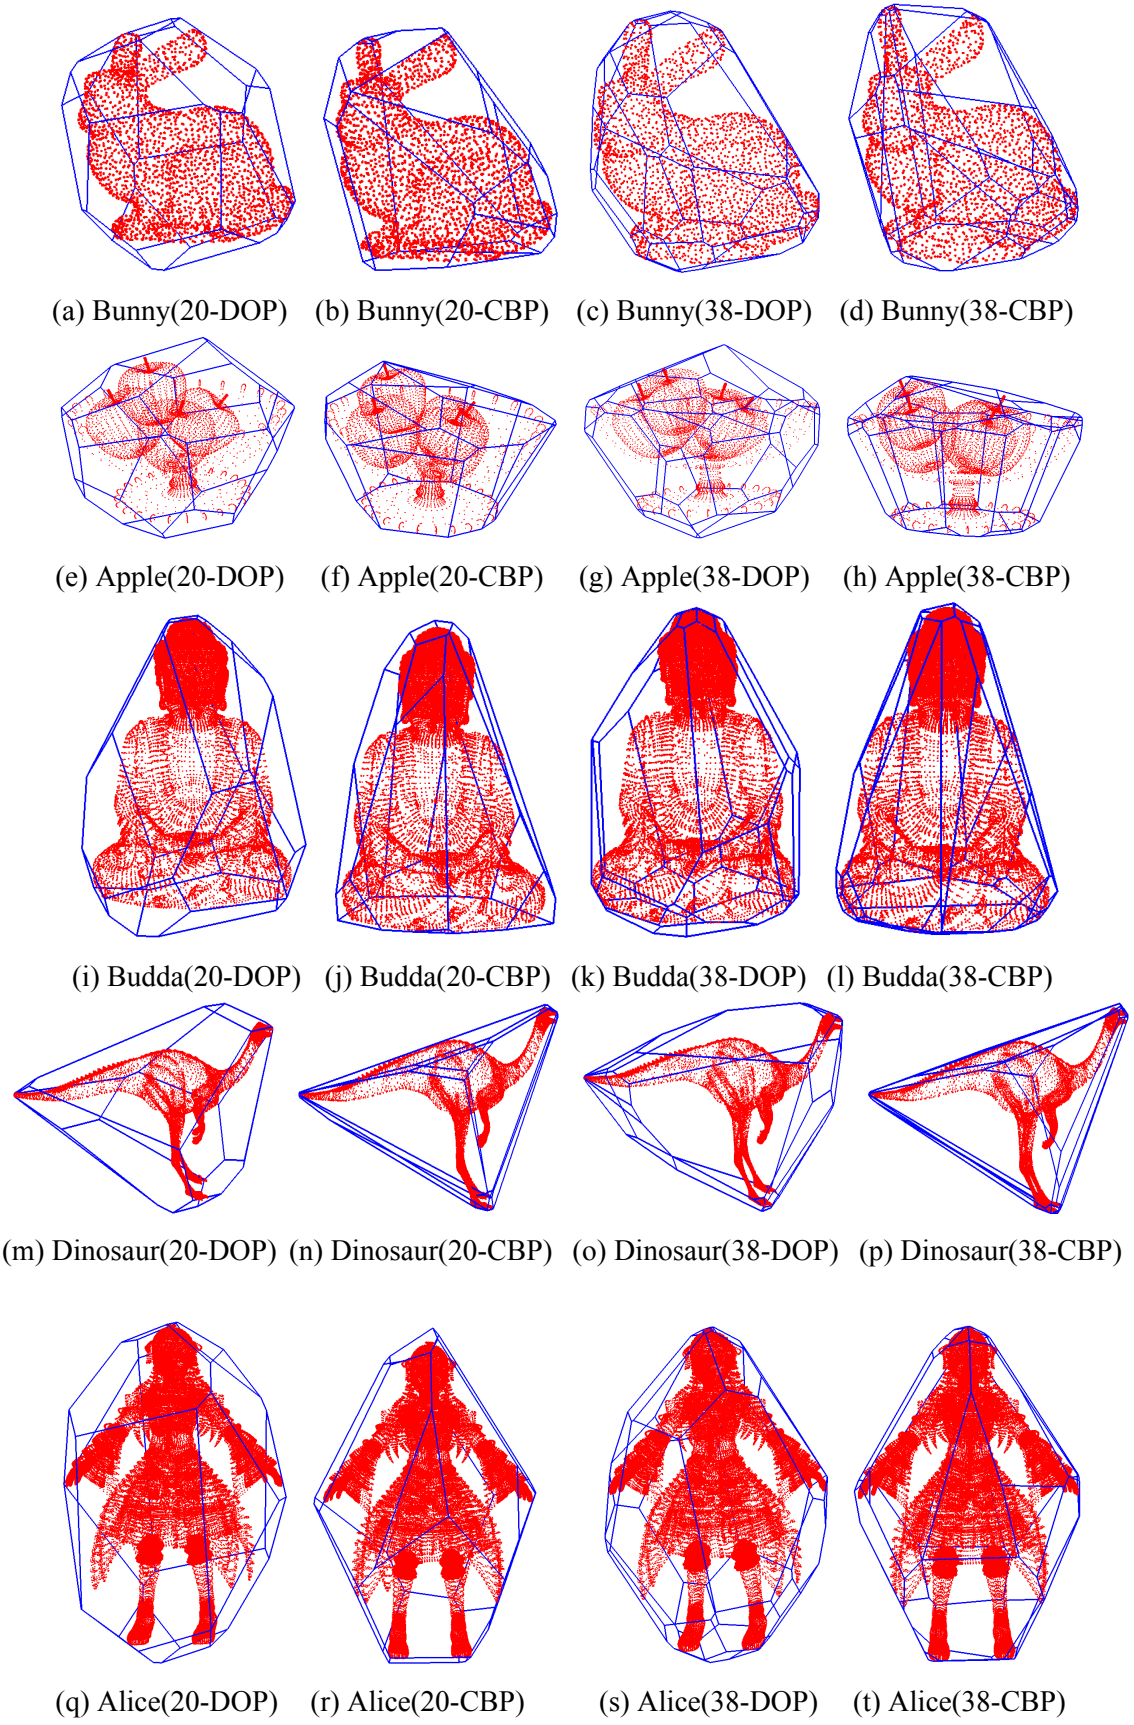 (a) Bunny(20-DOP) (b) Bunny(20-CBP) (c) Bunny(38-DOP) (d) Bunny(38-CBP)
(e) Apple(20-DOP) (f) Apple(20-CBP) (g) Apple(38-DOP) (h) Apple(38-CBP)
(i) Budda(20-DOP) (j) Budda(20-CBP) (k) Budda(38-DOP) (l) Budda(38-CBP)
(m) Dinosaur(20-DOP) (n) Dinosaur(20-CBP) (o) Dinosaur(38-DOP) (p) Dinosaur(38-CBP)
(q) Alice(20-DOP) (r) Alice(20-CBP) (s) Alice(38-DOP) (t) Alice(38-CBP)